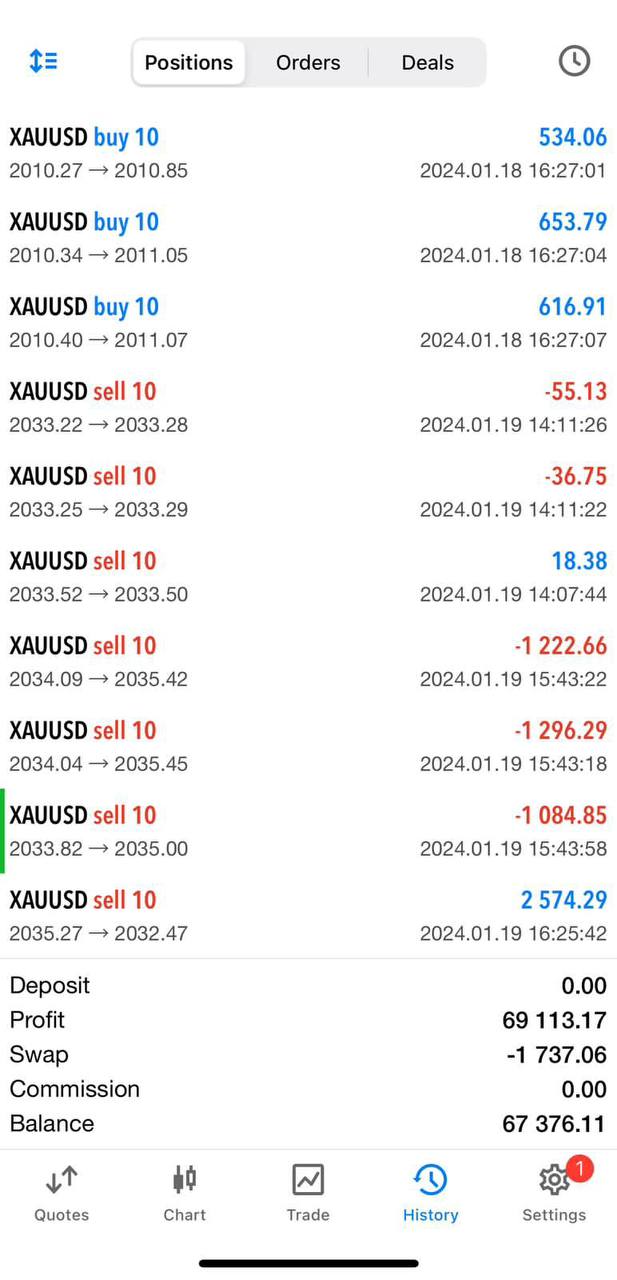 Positions Orders Deals
XAUUSD buy 10 534.06
2010.27 → 2010.85 2024.01.18 16:27:01
XAUUSD buy 10 653.79
2010.34 → 2011.05 2024.01.18 16:27:04
XAUUSD buy 10 616.91
2010.40 → 2011.07 2024.01.18 16:27:07
XAUUSD sell 10 -55.13
2033.22 → 2033.28 2024.01.19 14:11:26
XAUUSD sell 10 -36.75
2033.25 → 2033.29 2024.01.19 14:11:22
XAUUSD sell 10 18.38
2033.52 → 2033.50 2024.01.19 14:07:44
XAUUSD sell 10 -1 222.66
2034.09 → 2035.42 2024.01.19 15:43:22
XAUUSD sell 10 -1 296.29
2034.04 → 2035.45 2024.01.19 15:43:18
XAUUSD sell 10 -1 084.85
2033.82 → 2035.00 2024.01.19 15:43:58
XAUUSD sell 10 2 574.29
2035.27 → 2032.47 2024.01.19 16:25:42
Deposit 0.00
Profit 69 113.17
Swap -1 737.06
Commission 0.00
Balance 67 376.11
1
Quotes Chart Trade History Settings